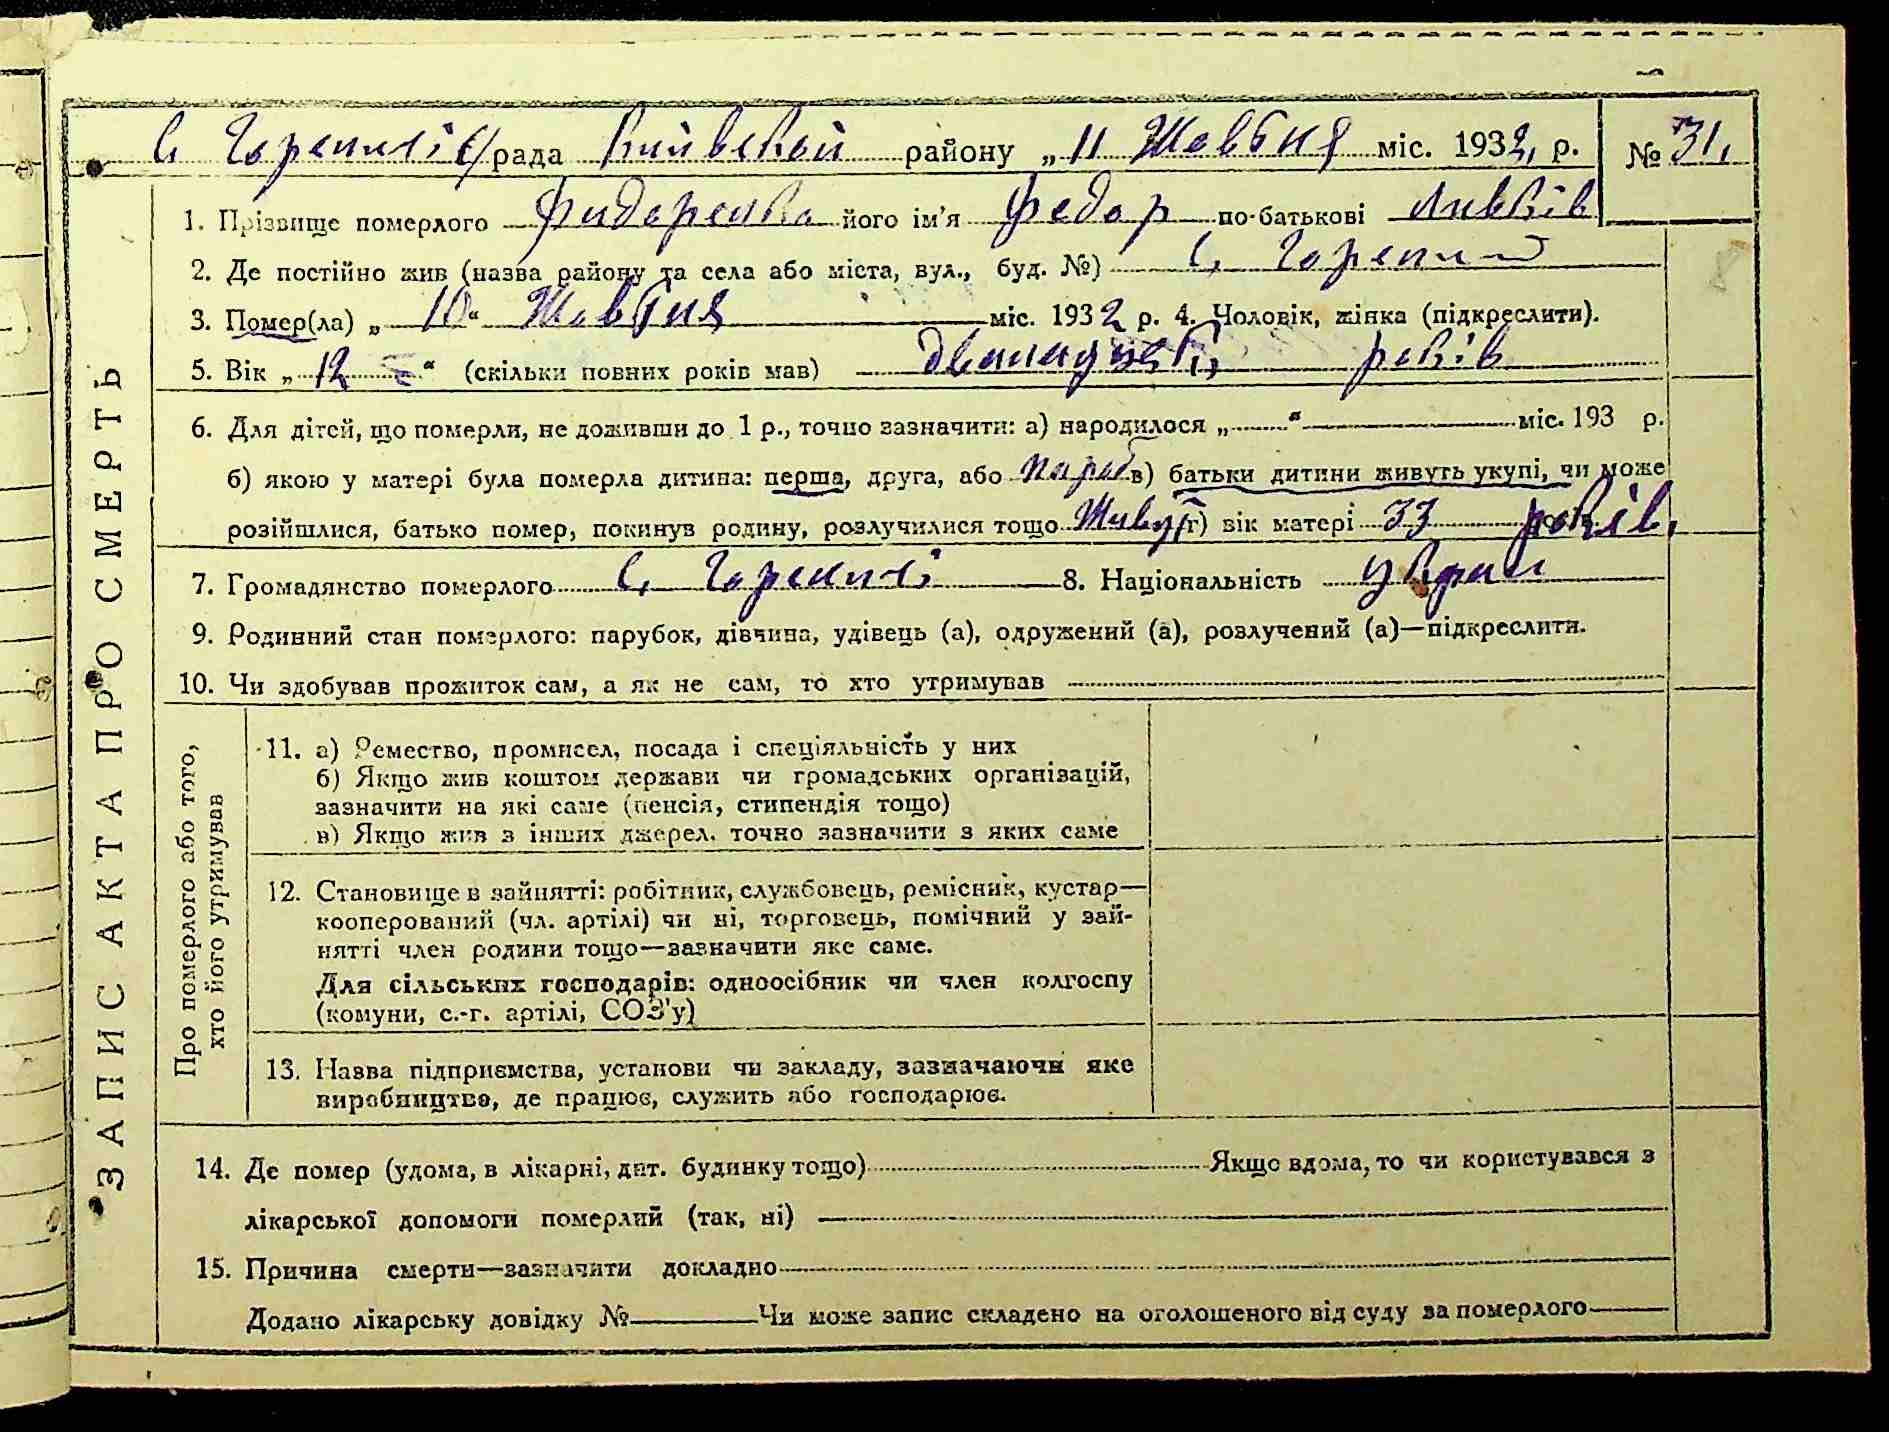 с. Гореничі с/рада Київской району „ 11 Жовтня міс. 1932, р. № 31,
1. Прізвище померлого Фидоренко його ім’я Федор по-батькові
2. Де постійно жив (назва району та села або міста, вул., буд. №) с. Горенич
3. Помер(ла) „ 10 “ Жовтня міс. 1932 р. 4. Чоловік, жінка (підкреслити).
5. Вік „ 12 “ (скільки повних років мав) років
6. Для дітей, що померли, не доживши до 1 р., точно зазначити: а) народилося „ “ міс. 193 р.
б) якою у матері була померла дитина: перша, друга, або в) батьки дитини живуть укупі, чи може
розійшлися, батько помер, покинув родину, розлучилися тощо Живуть г) вік матері 33 років,
7. Громадянство померлого с. Гореничі 8. Національність Україн
9. Родинний стан померлого: парубок, дівчина, удівець (а), одружений (а), розлучений (а)—підкреслити.
10. Чи здобував прожиток сам, а як не сам, то хто утримував
ЗАПИС АКТА ПРО СМЕРТЬ
Про померлого або того,
хто його утримував
11. а) Ремество, промисел, посада і спеціяльність у них
б) Якщо жив коштом держави чи громадських організацій,
зазначити на які саме (пенсія, стипендія тощо)
в) Якщо жив з інших джерел. точно зазначити з яких саме
12. Становище в зайнятті: робітник, службовець, ремісник, кустар—
кооперований (чл. артілі) чи ні, торговець, помічний у зай-
нятті член родини тощо—зазначити яке саме.
Для сільських господарів: одноосібник чи член колгоспу
(комуни, с.-г. артілі, СОЗ'у)
13. Назва підприємства, установи чи закладу, зазначаючи яке
виробництво, де працює, служить або господарює.
14. Де помер (удома, в лікарні, дит. будинку тощо) Якщо вдома, то чи користувався з
лікарської допомоги померлий (так, ні)
15. Причина смерти—зазначити докладно
Додано лікарську довідку № Чи може запис складено на оголошеного від суду за померлого